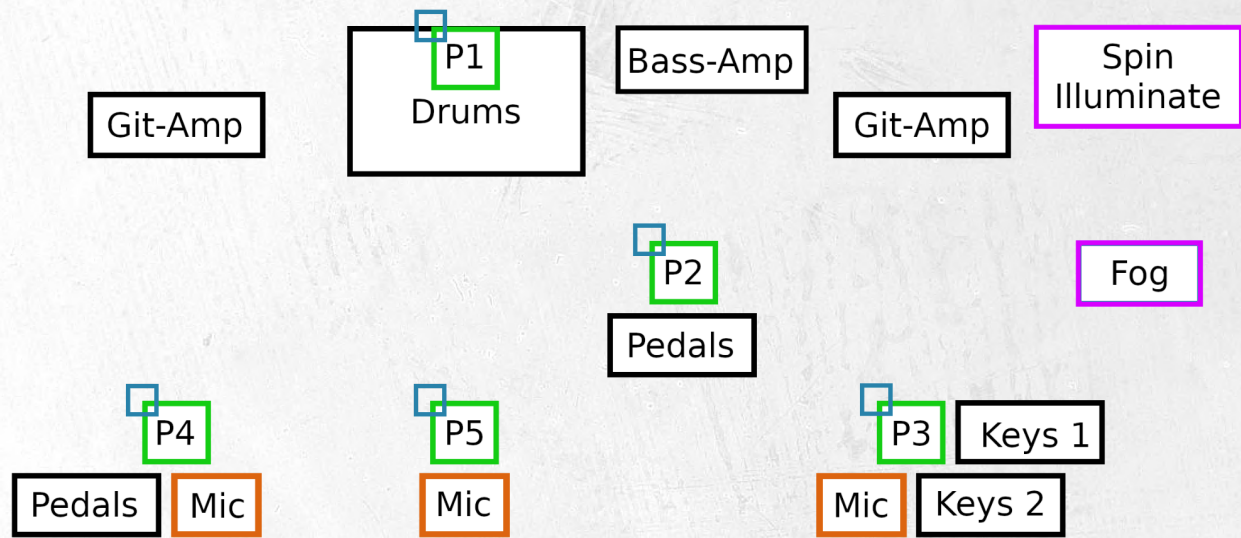 P1
Drums
Bass-Amp
Spin
Illuminate
Git-Amp
Git-Amp
P2
Fog
Pedals
P4
P5
P3
Keys 1
Pedals
Mic
Mic
Mic
Keys 2